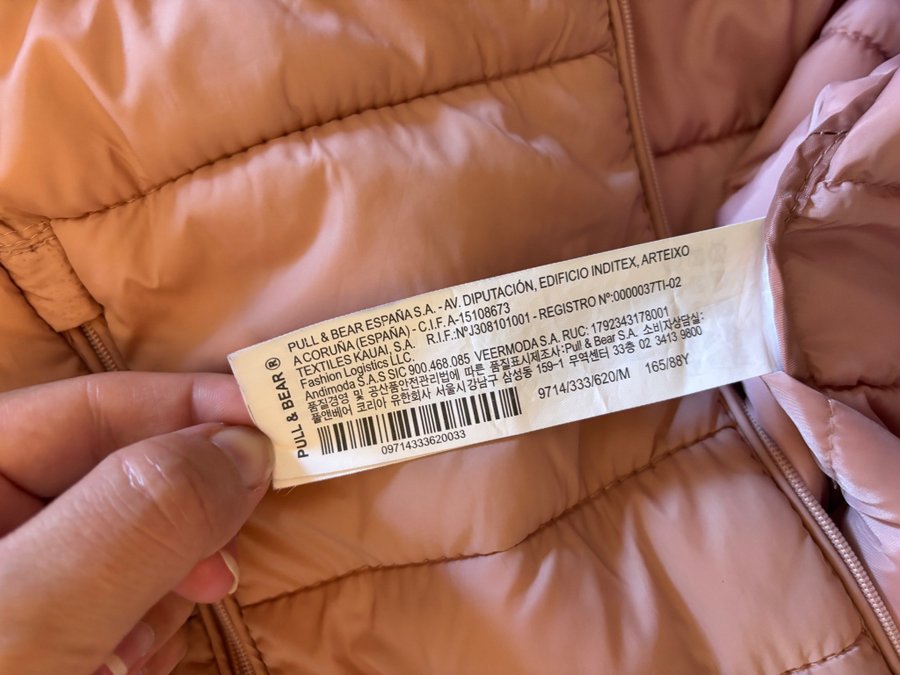 PULL & BEAR®
PULL & BEAR ESPAÑA S.A. - AV. DIPUTACIÓN, EDIFICIO INDITEX, ARTEIXO
A CORUÑA (ESPAÑA) - C.I.F. A-15108673
TEXTILES KAUAI, S.A. R.I.F.:NºJ308101001 - REGISTRO Nº:0000037TI-02
Fashion Logistics LLC.
Andimoda S.A.S SIC 900.468.085 VEERMODA S.A. RUC: 1792343178001
품질경영 및 공산품안전관리법에 따른 품질표시제조사:Pull & Bear S.A. 소비자상담실:
풀앤베어 코리아 유한회사 서울시 강남구 삼성동 159-1 무역센터 33층 02 3413 9800
09714333620033
9714/333/620/M 165/88Y